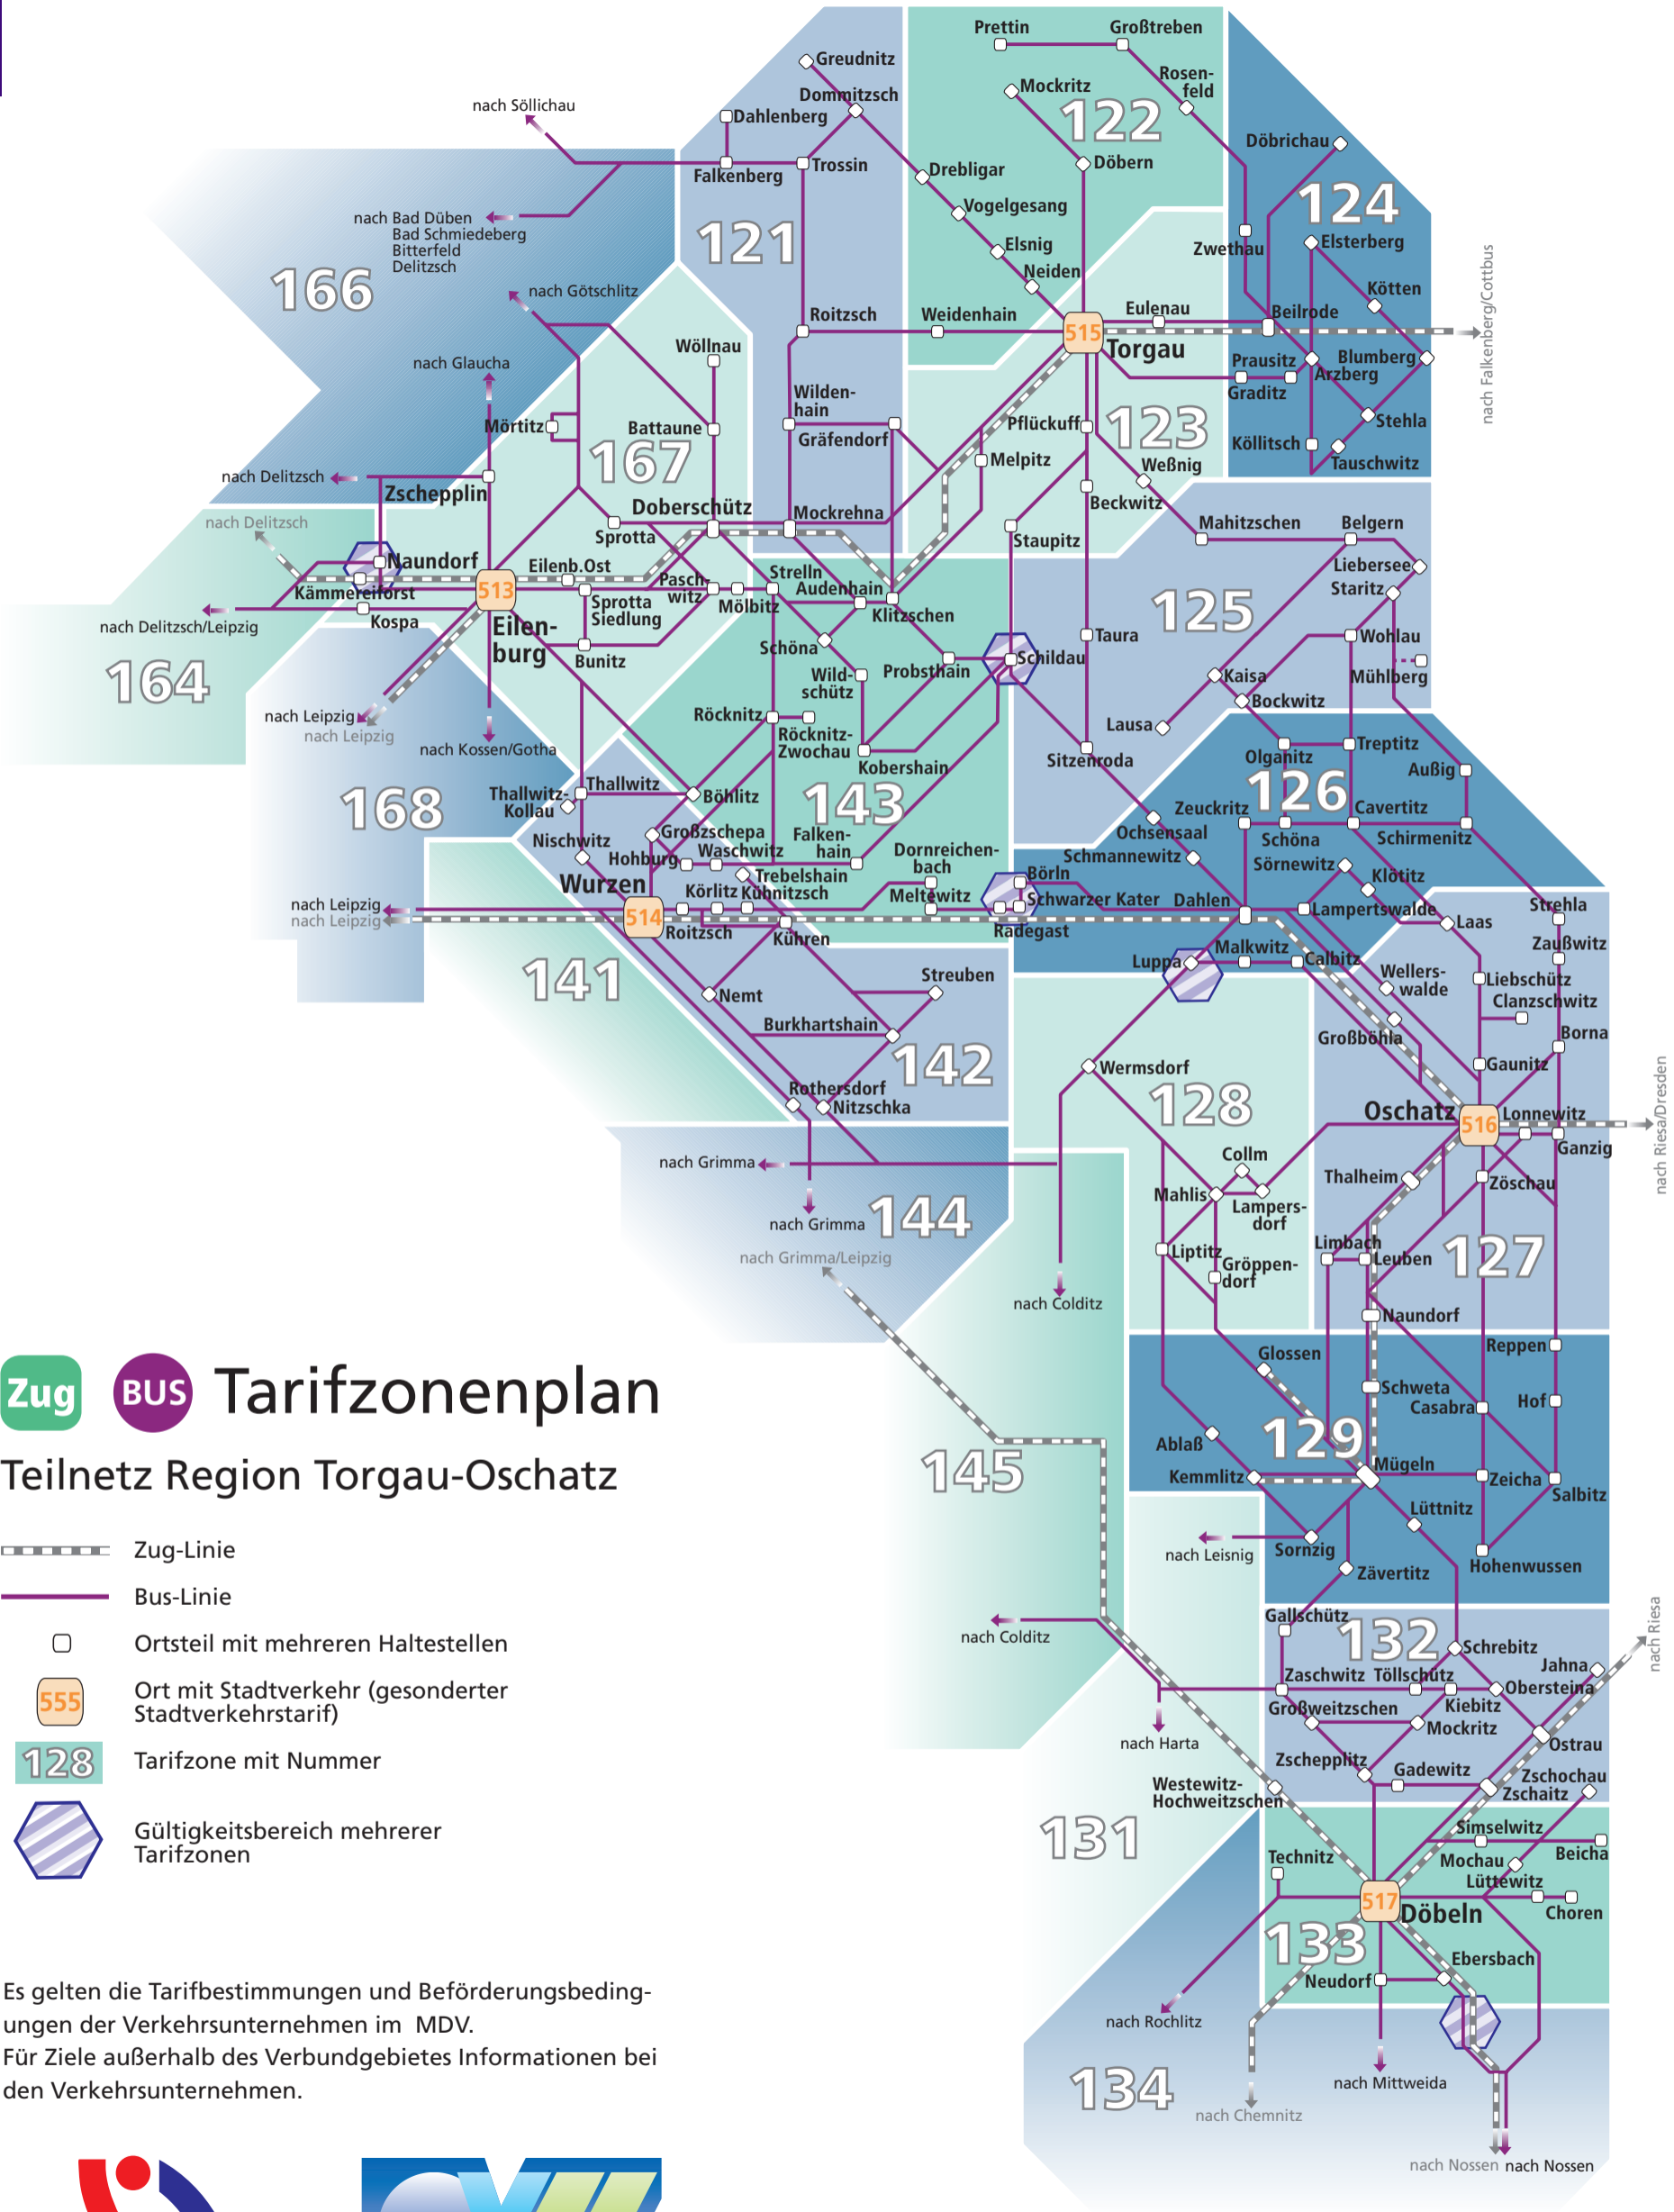 Prettin
Großtreben
Greudnitz
Rosen-
feld
Mockritz
122
Dommitzsch
nach Söllichau
Dahlenberg
Döbrichau
Döbern
Trossin
Falkenberg
Drebligar
124
Vogelgesang
nach Bad Düben
Bad Schmiedeberg
Bitterfeld
Delitzsch
121
Elsnig
Zwethau
Elsterberg
Neiden
166
nach Götschlitz
Kötten
nach Falkenberg/Cottbus
Roitzsch
Weidenhain
Eulenau
Beilrode
515
Torgau
Wöllnau
nach Glaucha
Prausitz
Blumberg
Arzberg
Graditz
Wilden-
hain
Mörtitz
Battaune
Gräfendorf
Pflückuff
123
Stehla
Köllitsch
167
Melpitz
Weßnig
Tauschwitz
nach Delitzsch
Zschepplin
Beckwitz
Doberschütz
Mockrehna
nach Delitzsch
Sprotta
Staupitz
Mahitzschen
Belgern
Naundorf
Eilenb.Ost
Liebersee
Kämmereiforst
513
Pasch-
witz
Strelln
Audenhain
Staritz
Mölbitz
Sprotta
Siedlung
Klitzschen
125
Kospa
nach Delitzsch/Leipzig
Eilen-
burg
Taura
Wohlau
Schöna
Bunitz
Schildau
164
Wild-
schütz
Probsthain
Kaisa
Mühlberg
Bockwitz
nach Leipzig
nach Leipzig
Röcknitz
Röcknitz-
Zwochau
Lausa
nach Kossen/Gotha
Kobershain
Sitzenroda
Olganitz
Treptitz
Außig
168
Thallwitz
Thallwitz-
Kollau
Böhlitz
143
126
Zeuckritz
Cavertitz
Ochsensaal
Schöna
Schirmenitz
Nischwitz
Großzschepa
Falken-
hain
Hohburg
Waschwitz
Dornreichen-
bach
Schmannewitz
Sörnewitz
Trebelshain
Börln
Klötitz
Wurzen
Körlitz
Kühnitzsch
Meltewitz
Schwarzer Kater
Dahlen
Lampertswalde
Strehla
nach Leipzig
nach Leipzig
514
Roitzsch
Radegast
Laas
Kühren
Malkwitz
Zaußwitz
Luppa
Calbitz
141
Streuben
Wellers-
walde
Liebschütz
Nemt
Clanzschwitz
Burkhartshain
Großböhla
Borna
142
Gaunitz
Wermsdorf
Rothersdorf
Nitzschka
128
Oschatz
516
Lonnewitz
nach Riesa/Dresden
Ganzig
nach Grimma
Collm
Thalheim
Zöschau
Mahlis
Lampers-
dorf
nach Grimma
144
Limbach
Leuben
127
nach Grimma/Leipzig
Liptitz
Gröppen-
dorf
nach Colditz
Naundorf
Reppen
Glossen
Zug
BUS
Tarifzonenplan
Schweta
Casabra
Hof
129
Ablaß
145
Kemmlitz
Mügeln
Zeicha
Salbitz
Teilnetz Region Torgau-Oschatz
Lüttnitz
nach Leisnig
Sornzig
Zävertitz
Hohenwussen
Zug-Linie
Bus-Linie
Ortsteil mit mehreren Haltestellen
555
Ort mit Stadtverkehr (gesonderter
Stadtverkehrstarif)
128
Tarifzone mit Nummer
Gültigkeitsbereich mehrerer
Tarifzonen
Gallschütz
132
nach Riesa
nach Colditz
Schrebitz
Jahna
Zaschwitz
Töllschütz
Obersteina
Großweitzschen
Kiebitz
Mockritz
nach Harta
Ostrau
Zschepplitz
Gadewitz
Zschochau
Zschaitz
Westewitz-
Hochweitzschen
131
Simselwitz
Beicha
Technitz
Mochau
Lüttewitz
517
Döbeln
Choren
133
Ebersbach
Neudorf
nach Rochlitz
134
nach Mittweida
nach Chemnitz
nach Nossen
nach Nossen
Es gelten die Tarifbestimmungen und Beförderungsbeding-
ungen der Verkehrsunternehmen im MDV.
Für Ziele außerhalb des Verbundgebietes Informationen bei
den Verkehrsunternehmen.